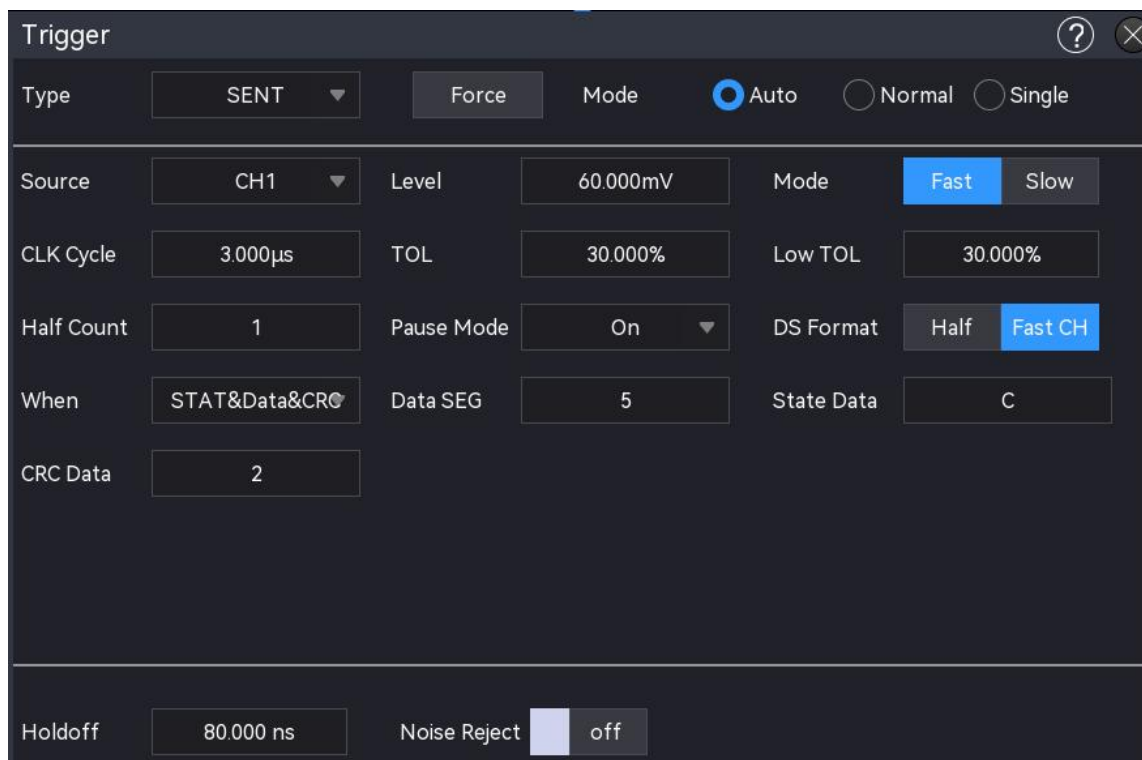 Trigger ?
Type SENT Force Mode Auto Normal Single
Source CH1 Level 60.000mV Mode Fast Slow
CLK Cycle 3.000μs TOL 30.000% Low TOL 30.000%
Half Count 1 Pause Mode On DS Format Half Fast CH
When STAT&Data&CRC Data SEG 5 State Data C
CRC Data 2
Holdoff 80.000 ns Noise Reject off